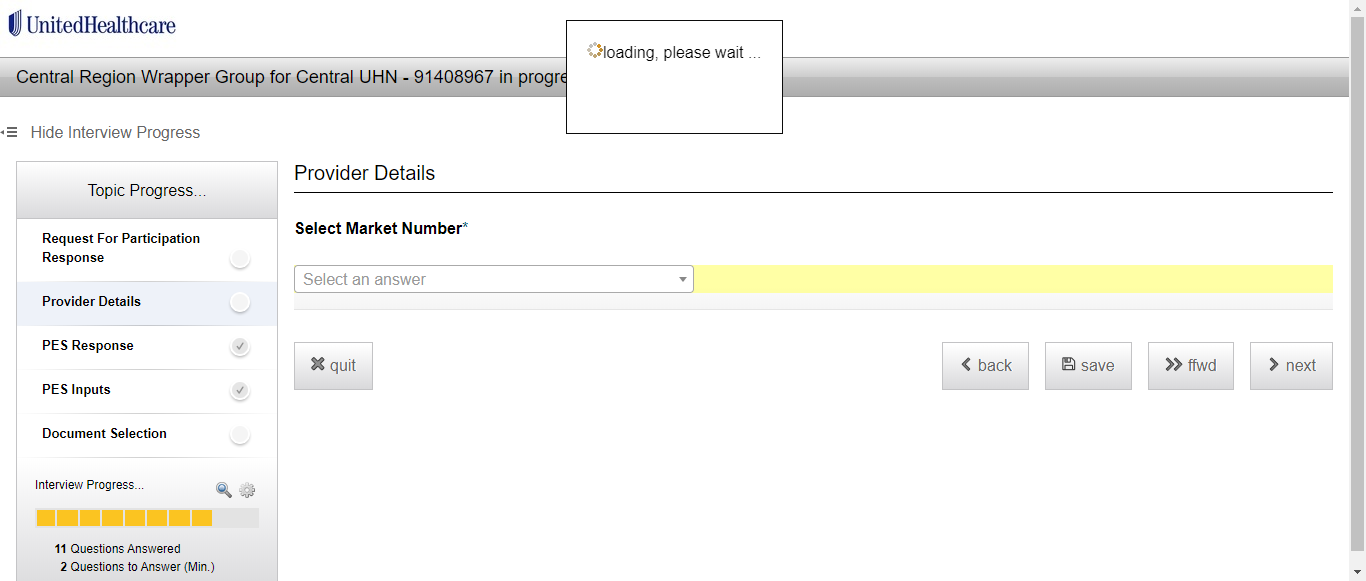 UnitedHealthcare
loading, please wait ...
Central Region Wrapper Group for Central UHN - 91408967 in progre
Hide Interview Progress
Topic Progress...
Request For Participation
Response
Provider Details
PES Response
PES Inputs
Document Selection
Interview Progress...
11 Questions Answered
2 Questions to Answer (Min.)
Provider Details
Select Market Number*
Select an answer
quit
back
save
ffwd
next